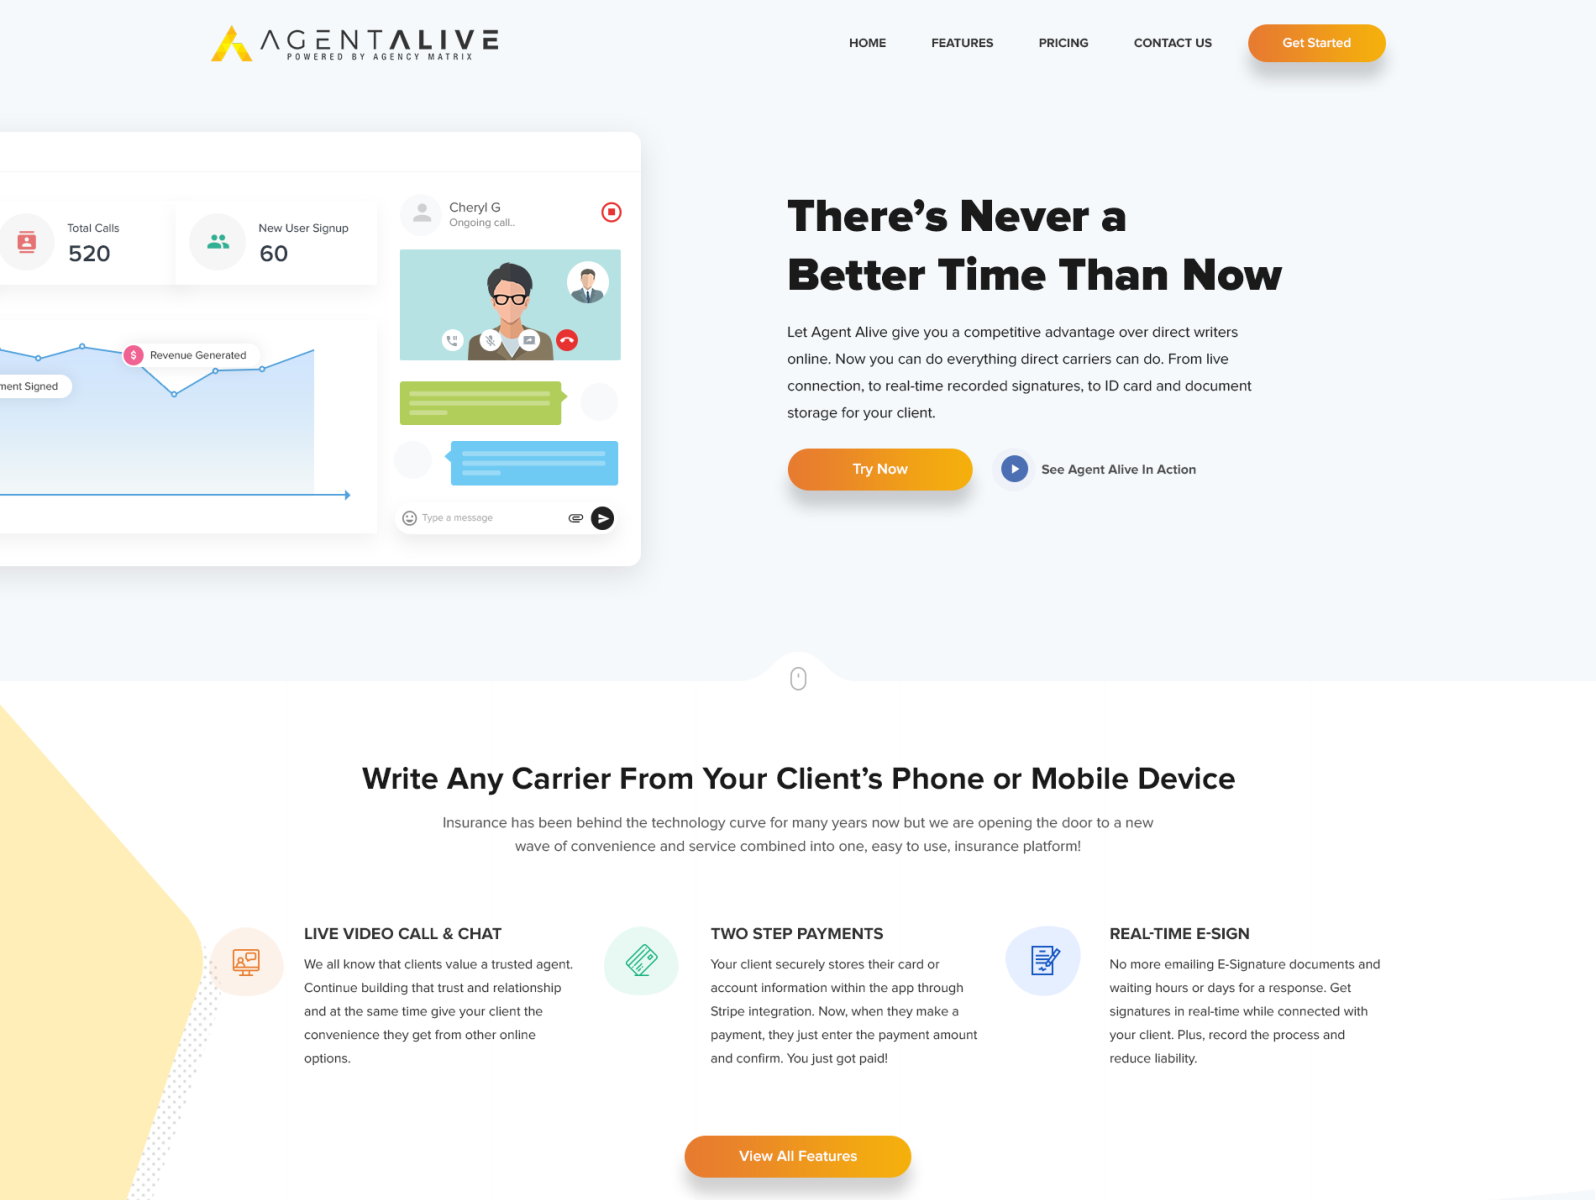 AGENTALIVE
POWERED BY AGENCY MATRIX
HOME
FEATURES
PRICING
CONTACT US
Get Started
Total Calls
520
New User Signup
60
Revenue Generated
Signed
Cheryl G
Ongoing call..
Type a message
There’s Never a
Better Time Than Now
Let Agent Alive give you a competitive advantage over direct writers
online. Now you can do everything direct carriers can do. From live
connection, to real-time recorded signatures, to ID card and document
storage for your client.
Try Now
See Agent Alive In Action
Write Any Carrier From Your Client’s Phone or Mobile Device
Insurance has been behind the technology curve for many years now but we are opening the door to a new
wave of convenience and service combined into one, easy to use, insurance platform!
LIVE VIDEO CALL & CHAT
We all know that clients value a trusted agent.
Continue building that trust and relationship
and at the same time give your client the
convenience they get from other online
options.
TWO STEP PAYMENTS
Your client securely stores their card or
account information within the app through
Stripe integration. Now, when they make a
payment, they just enter the payment amount
and confirm. You just got paid!
REAL-TIME E-SIGN
No more emailing E-Signature documents and
waiting hours or days for a response. Get
signatures in real-time while connected with
your client. Plus, record the process and
reduce liability.
View All Features